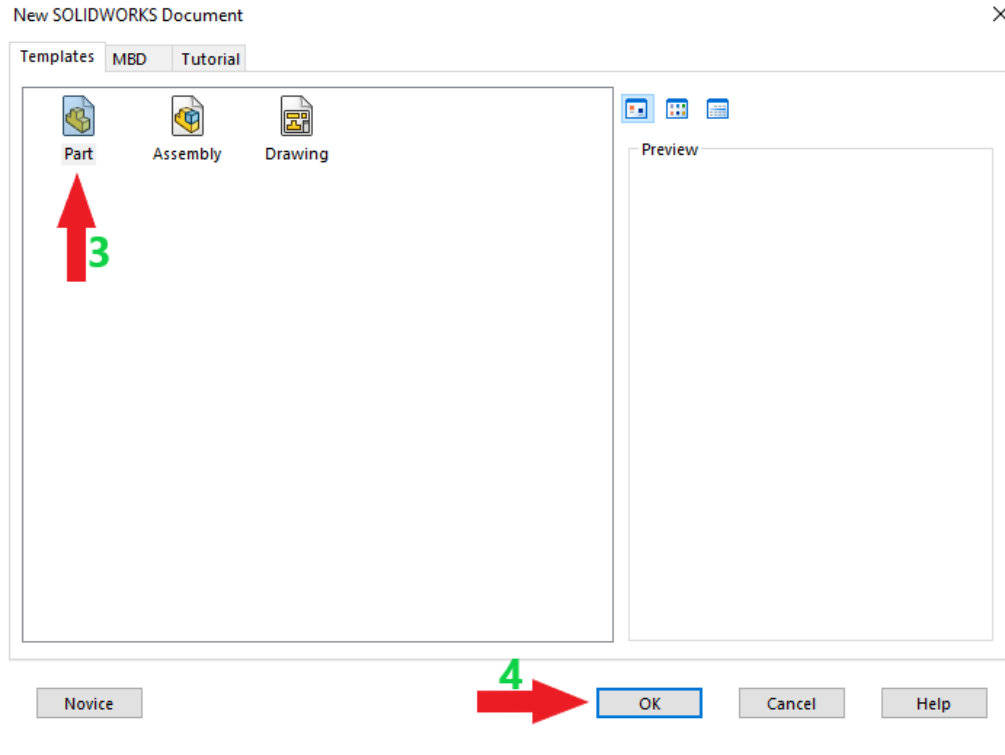 New SOLIDWORKS Document
Templates MBD Tutorial
Part Assembly Drawing
Preview
3
4
Novice OK Cancel Help